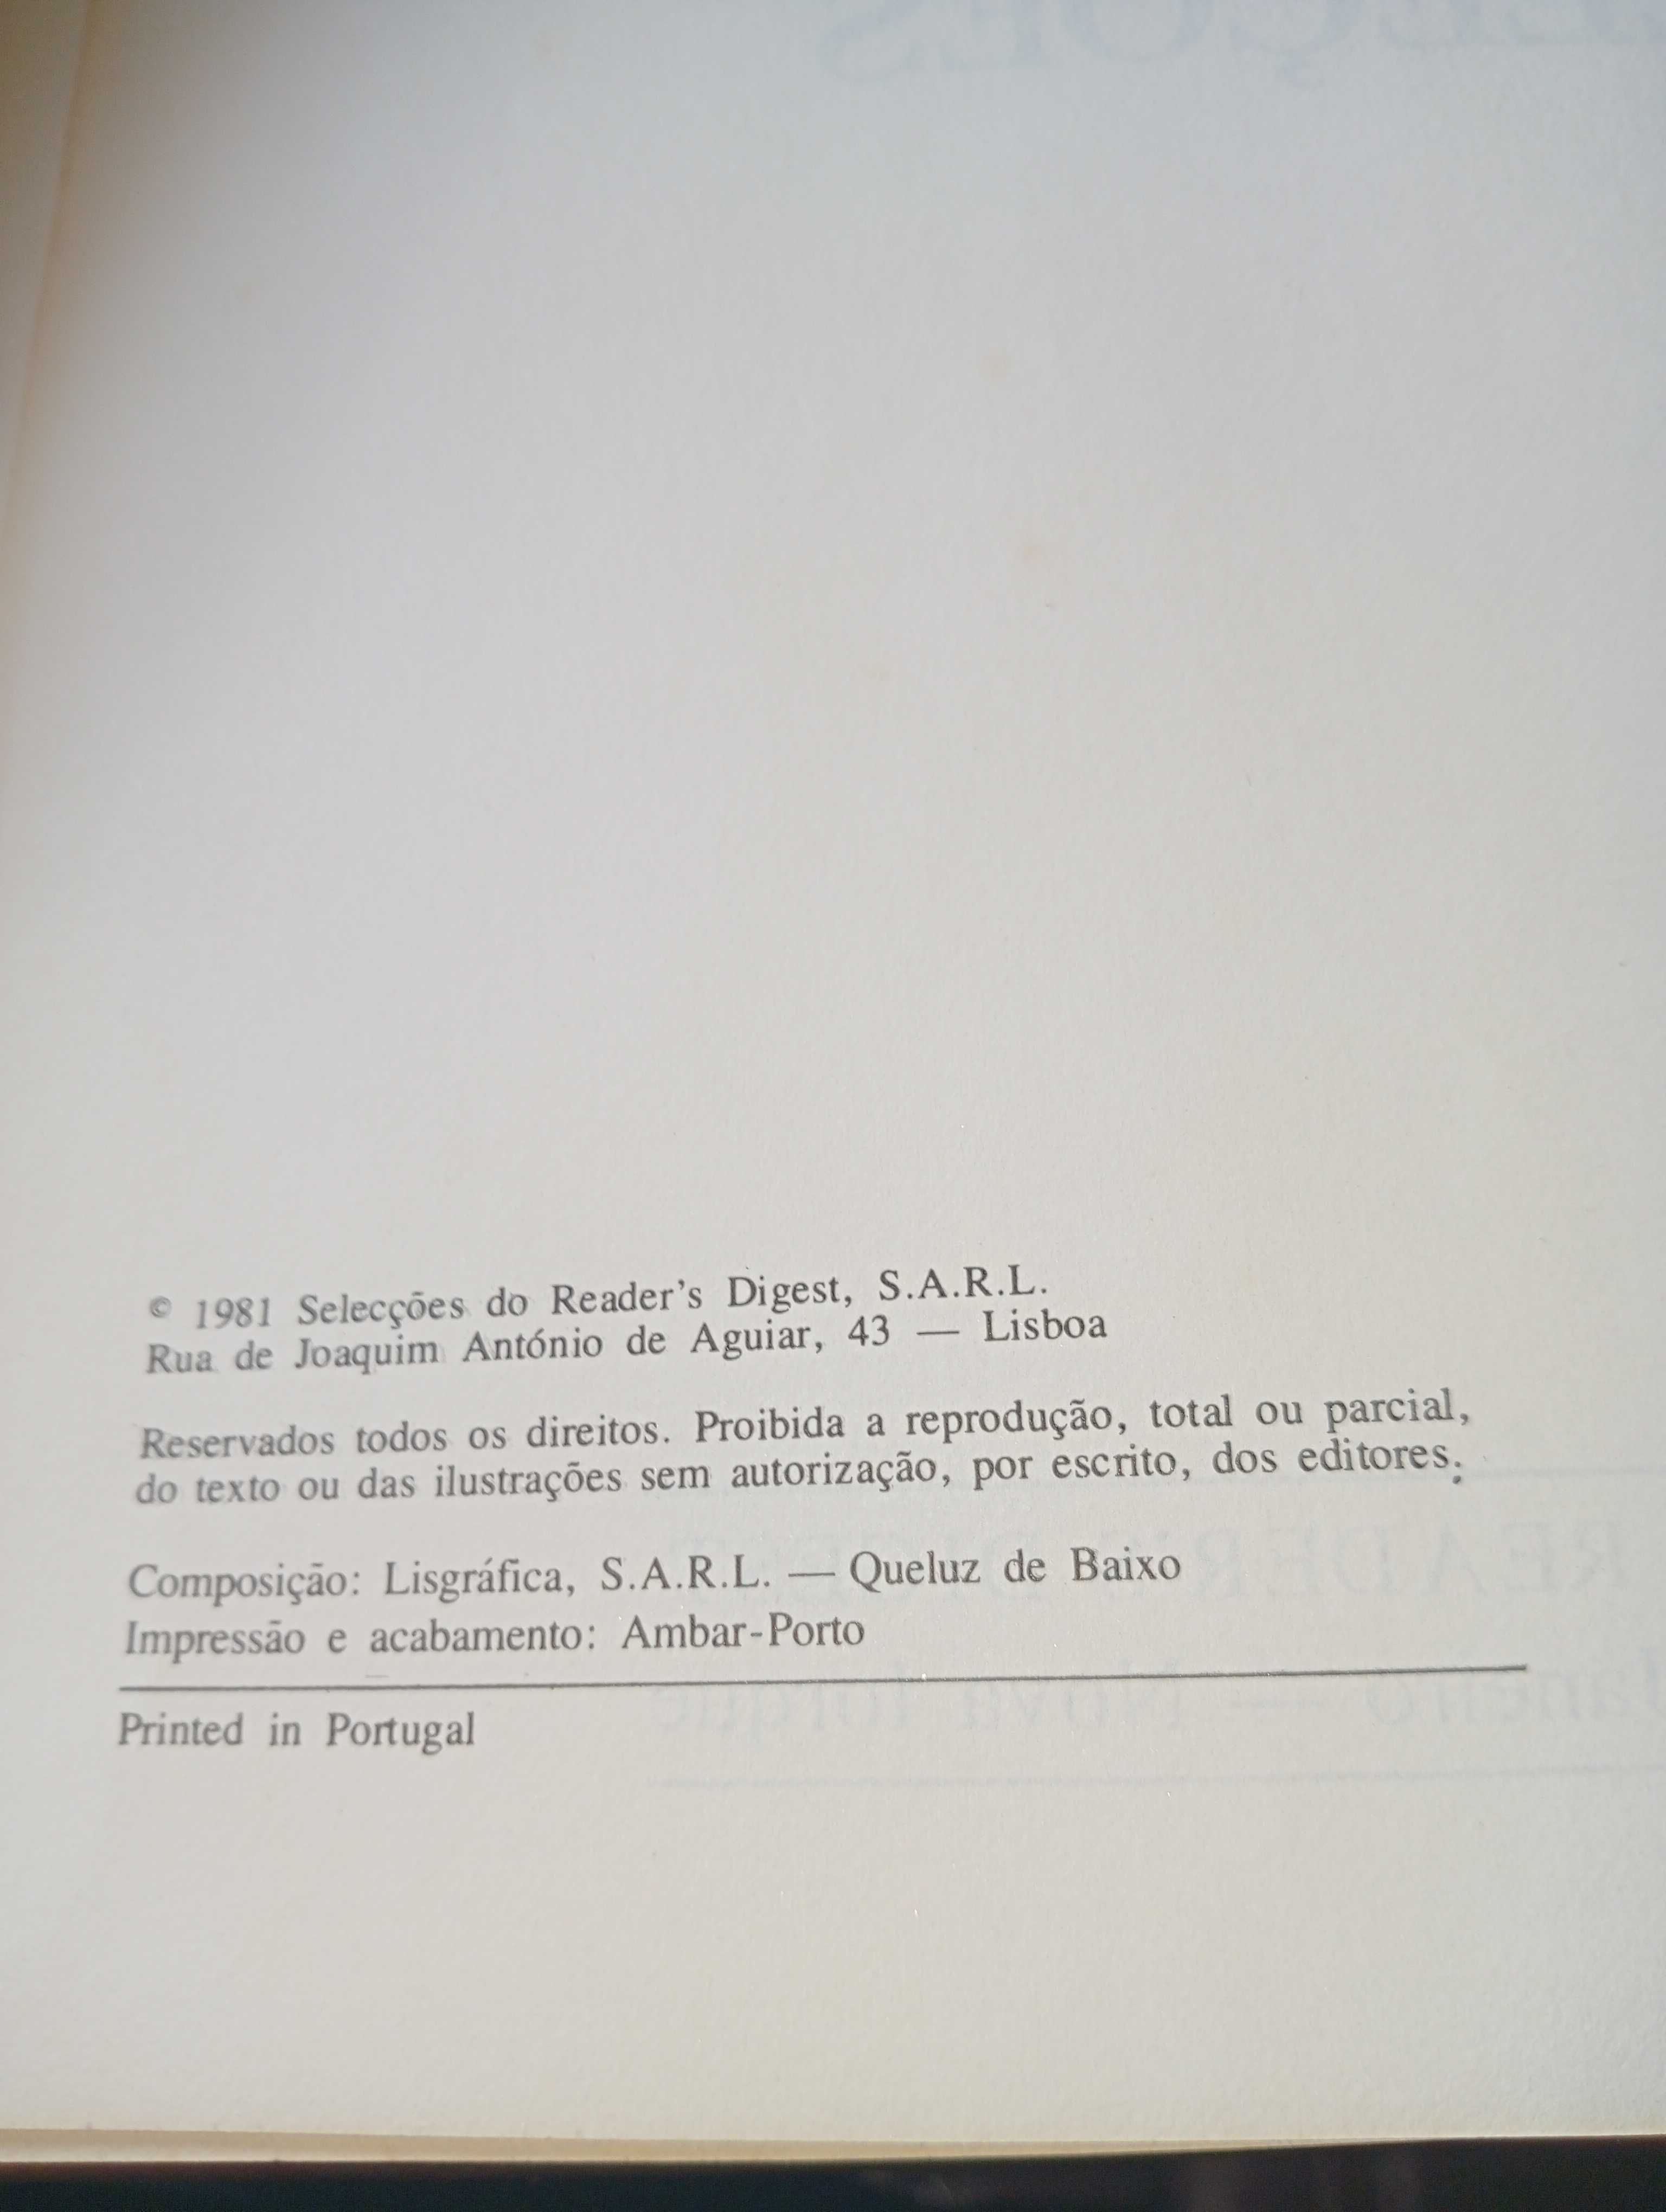 © 1981 Selecções do Reader's Digest, S.A.R.L.
Rua de Joaquim António de Aguiar, 43 — Lisboa
Reservados todos os direitos. Proibida a reprodução, total ou parcial,
do texto ou das ilustrações sem autorização, por escrito, dos editores.
Composição: Lisgráfica, S.A.R.L. — Queluz de Baixo
Impressão e acabamento: Ambar-Porto
Printed in Portugal